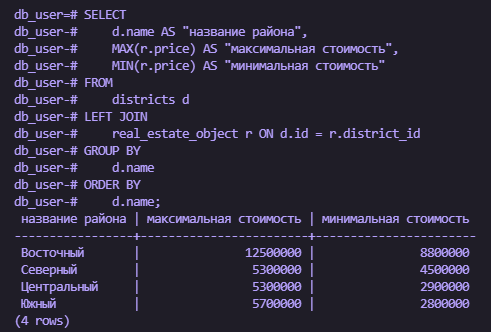 db_user=# SELECT
db_user-#     d.name AS "название района",
db_user-#     MAX(r.price) AS "максимальная стоимость",
db_user-#     MIN(r.price) AS "минимальная стоимость"
db_user-# FROM
db_user-#     districts d
db_user-# LEFT JOIN
db_user-#     real_estate_object r ON d.id = r.district_id
db_user-# GROUP BY
db_user-#     d.name
db_user-# ORDER BY
db_user-#     d.name;
 название района | максимальная стоимость | минимальная стоимость
-----------------+------------------------+-----------------------
 Восточный       |               12500000 |               8800000
 Северный        |                5300000 |               4500000
 Центральный     |                5300000 |               2900000
 Южный           |                5700000 |               2800000
(4 rows)